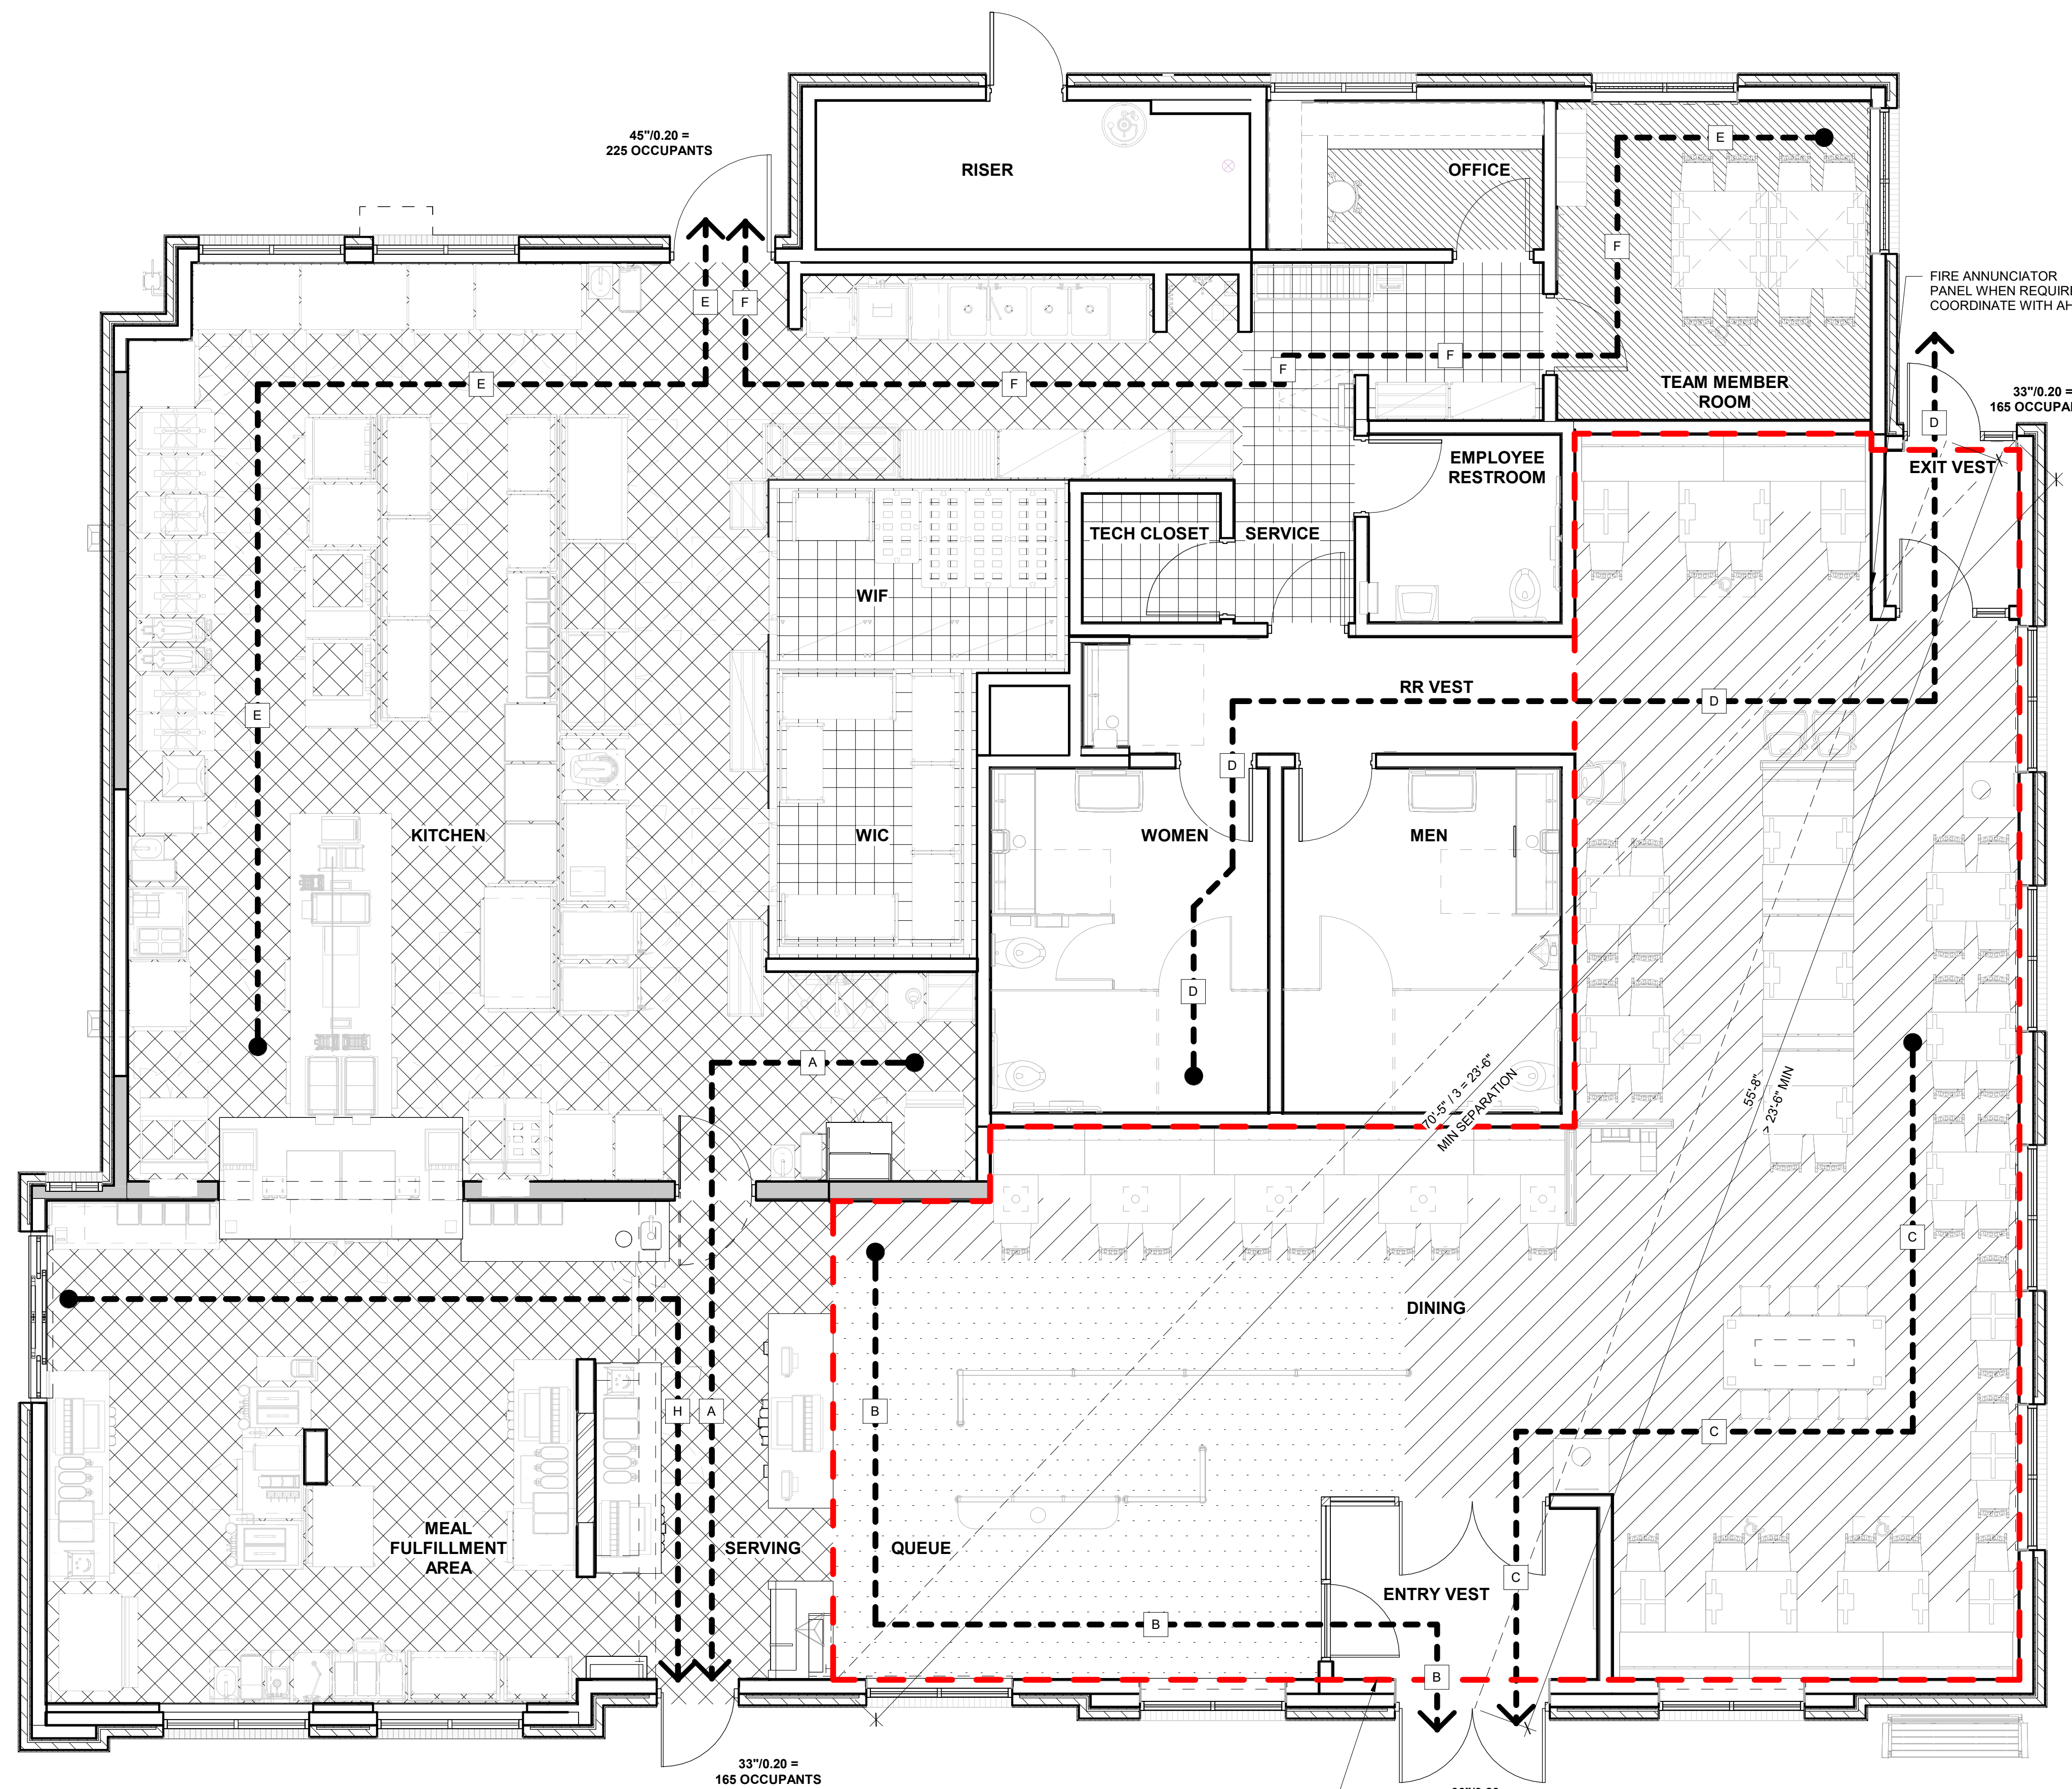 45"/0.20 =
225 OCCUPANTS
RISER
OFFICE
E
F
E
F
FIRE ANNUNCIATOR
PANEL WHEN
COORDINATE WITH
F
F
E
F
TEAM MEMBER
ROOM
33"/0.20 =
165
D
EMPLOYEE
RESTROOM
EXIT VEST
TECH CLOSET
SERVICE
WIF
RR VEST
D
E
D
KITCHEN
WIC
WOMEN
MEN
D
A
70'-5" / 3 = 23'-6"
MIN SEPARATION
55'-8"
> 23'-6" MIN
C
DINING
H
A
B
C
MEAL
FULFILLMENT
AREA
SERVING
QUEUE
C
ENTRY VEST
B
B
33"/0.20 =
165 OCCUPANTS